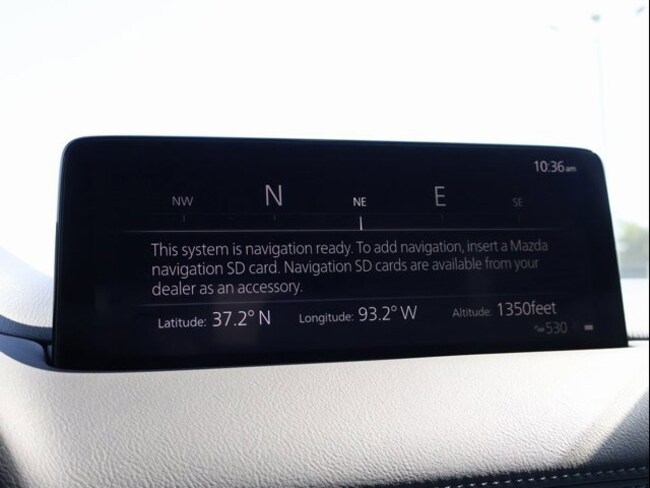 10:36am
NW N NE E SE
This system is navigation ready. To add navigation, insert a Mazda
navigation SD card. Navigation SD cards are available from your
dealer as an accessory.
Latitude: 37.2° N Longitude: 93.2° W Altitude: 1350feet
530